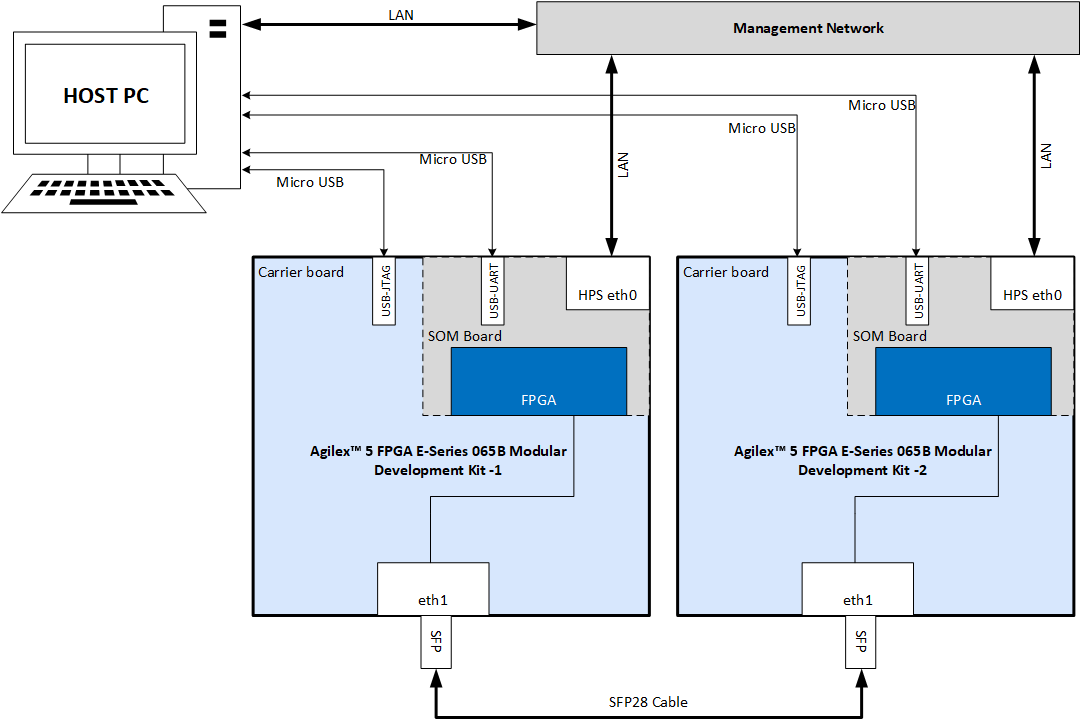 LAN
Management Network
HOST PC
Micro USB
Micro USB
Micro USB
Micro USB
LAN
LAN
Carrier board
USB-JTAG
USB-UART
HPS eth0
SOM Board
FPGA
Agilex™ 5 FPGA E-Series 065B Modular
Development Kit -1
eth1
SFP
Carrier board
USB-JTAG
USB-UART
HPS eth0
SOM Board
FPGA
Agilex™ 5 FPGA E-Series 065B Modular
Development Kit -2
eth1
SFP
SFP28 Cable